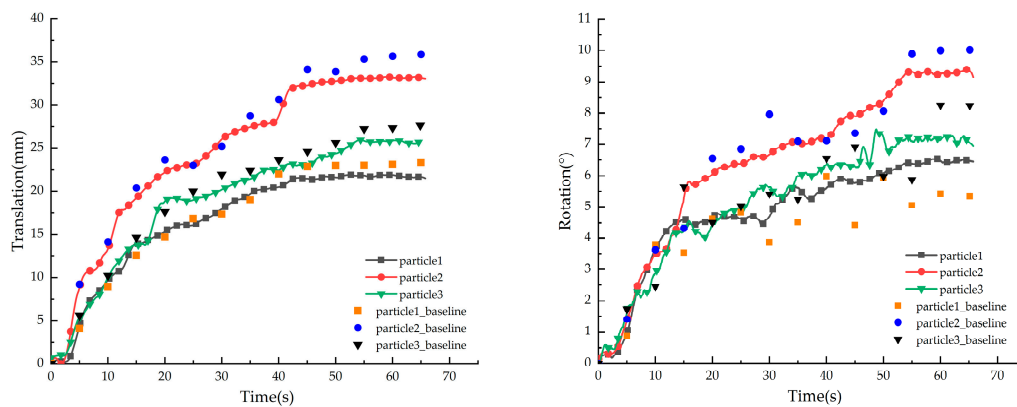 40
35
30
25
20
15
10
5
0
Translation(mm)
0 10 20 30 40 50 60 70
Time(s)
particle1
particle2
particle3
particle1_baseline
particle2_baseline
particle3_baseline
11
10
9
8
7
6
5
4
3
2
1
0
Rotation(°)
0 10 20 30 40 50 60 70
Time(s)
particle1
particle2
particle3
particle1_baseline
particle2_baseline
particle3_baseline